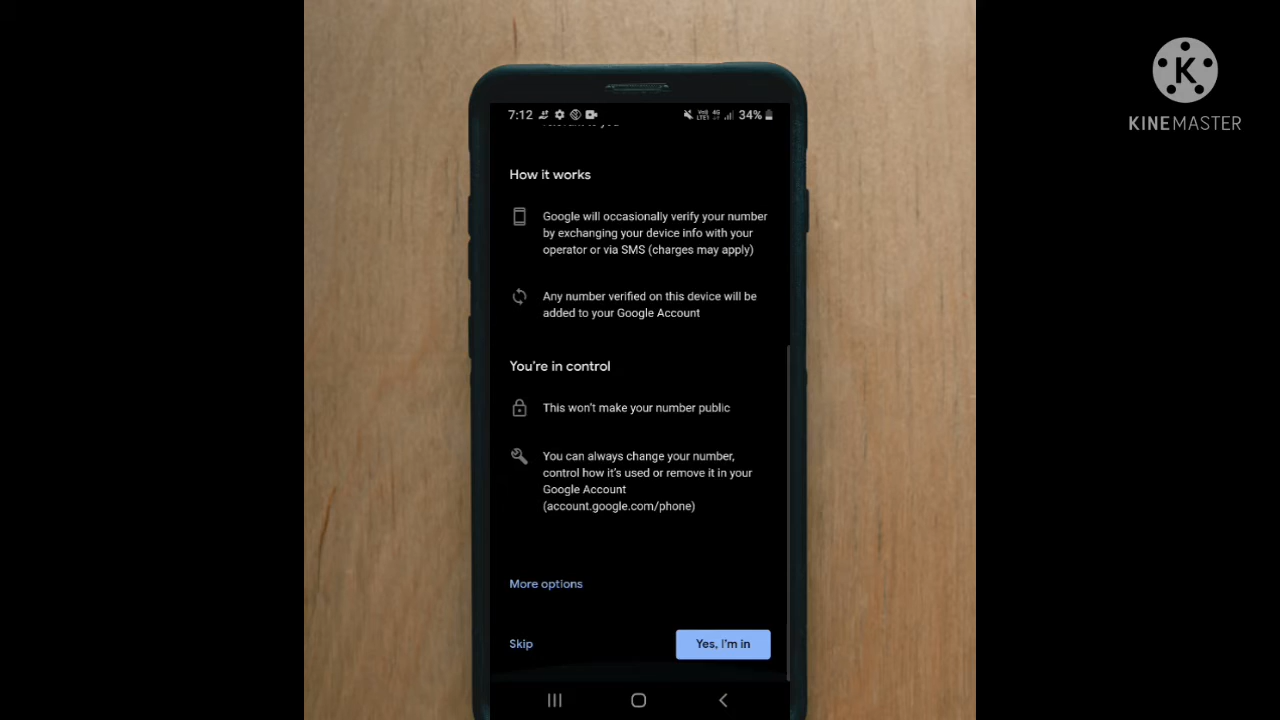 7:12
VoLTE1 4G 34%
How it works
Google will occasionally verify your number
by exchanging your device info with your
operator or via SMS (charges may apply)
Any number verified on this device will be
added to your Google Account
You're in control
This won't make your number public
You can always change your number,
control how it's used or remove it in your
Google Account
(account.google.com/phone)
More options
Skip
Yes, I'm in
K
KINEMASTER